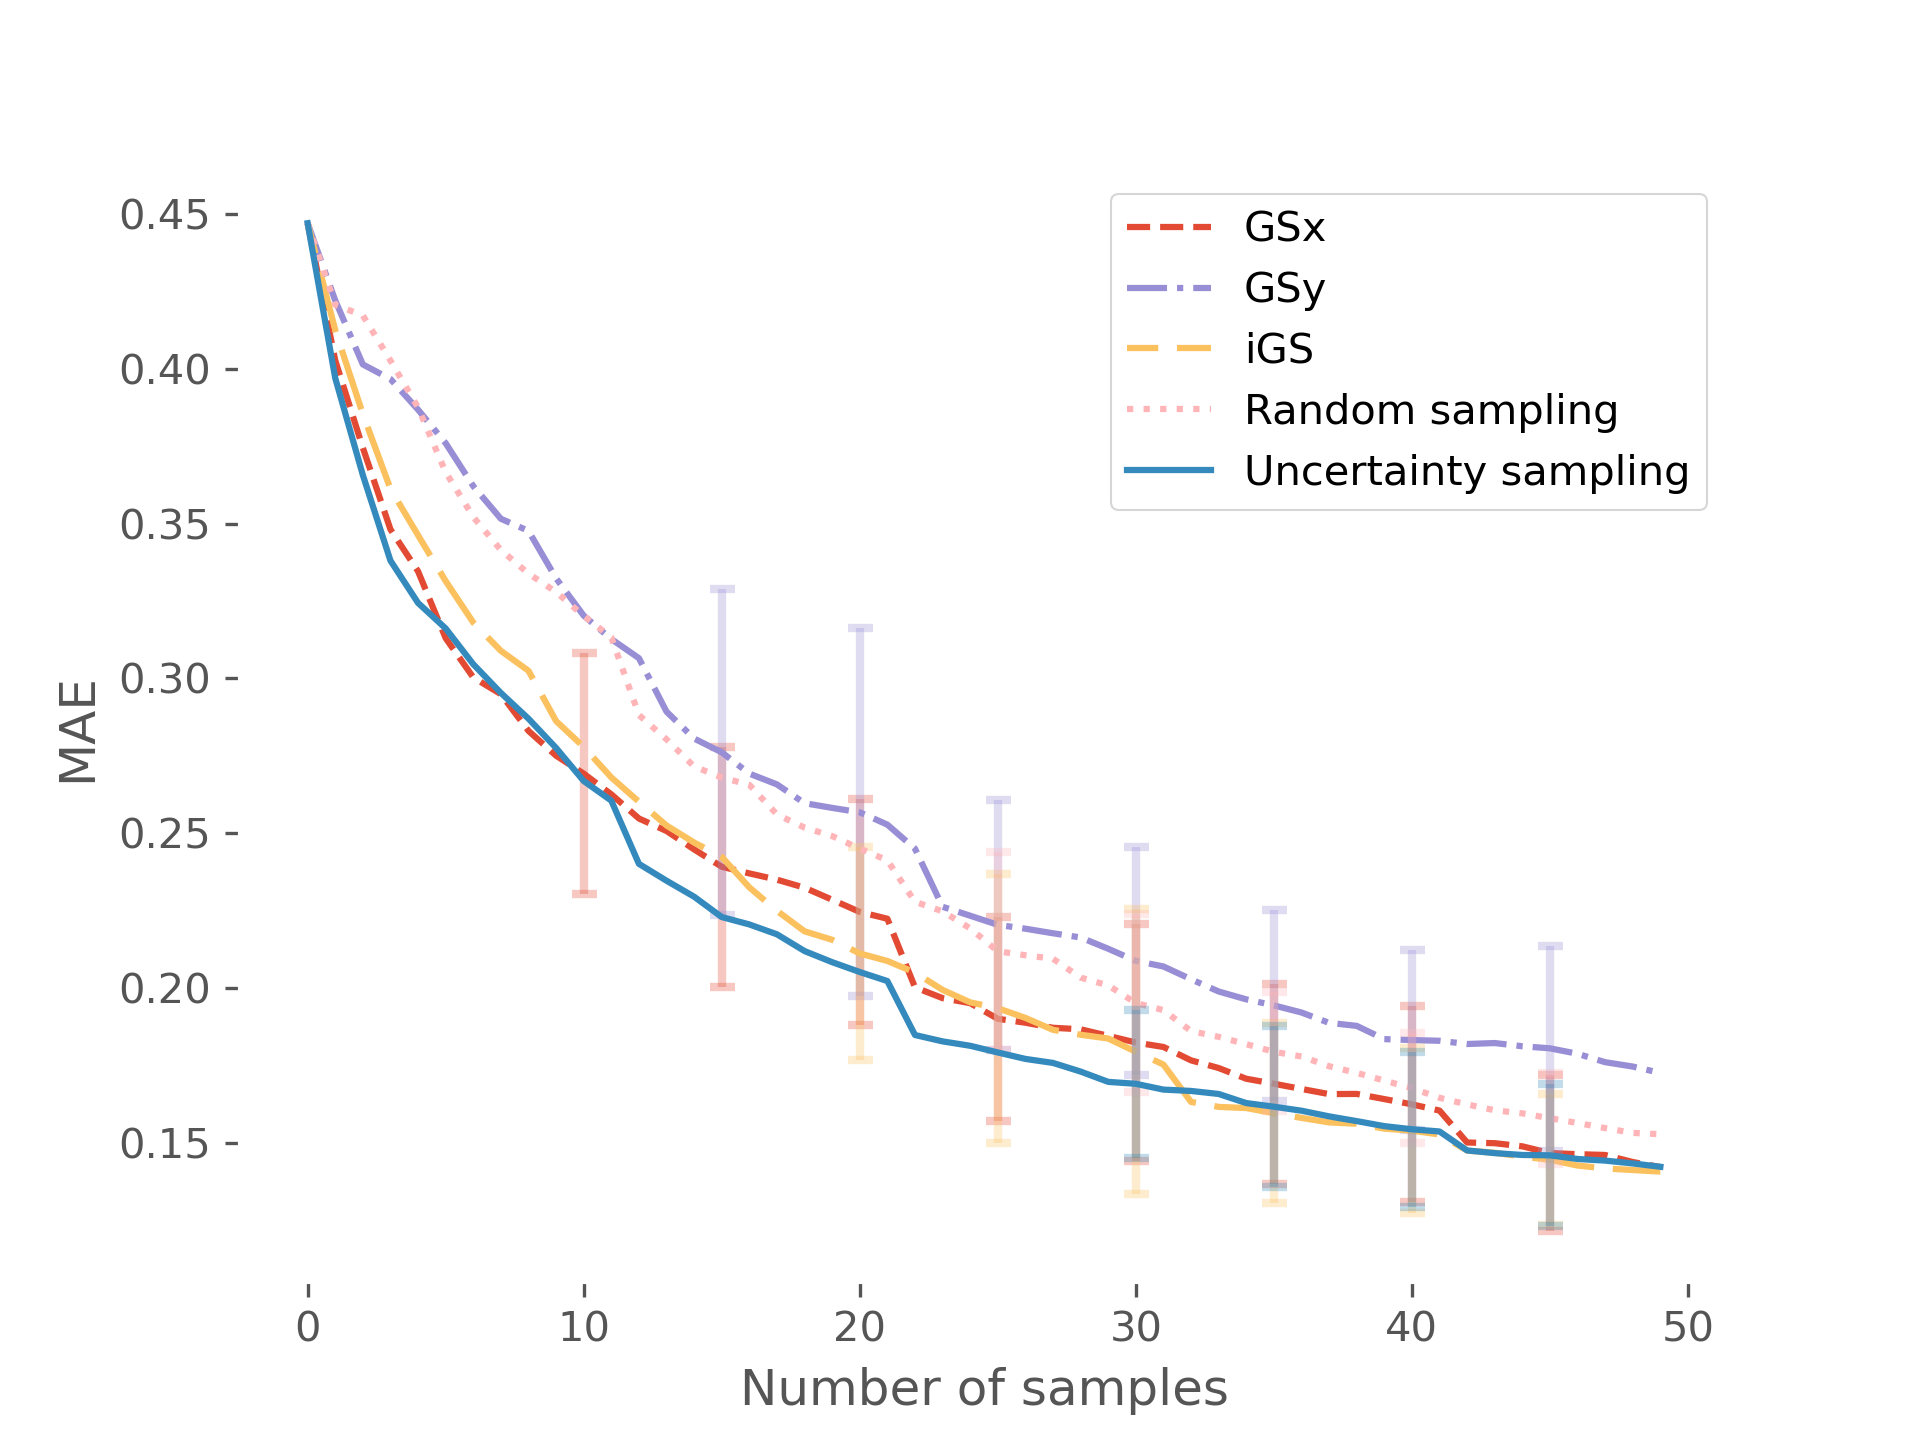 0.45
0.40
0.35
0.30
0.25
0.20
0.15
MAE
0 10 20 30 40 50
Number of samples
GSx
GSy
iGS
Random sampling
Uncertainty sampling